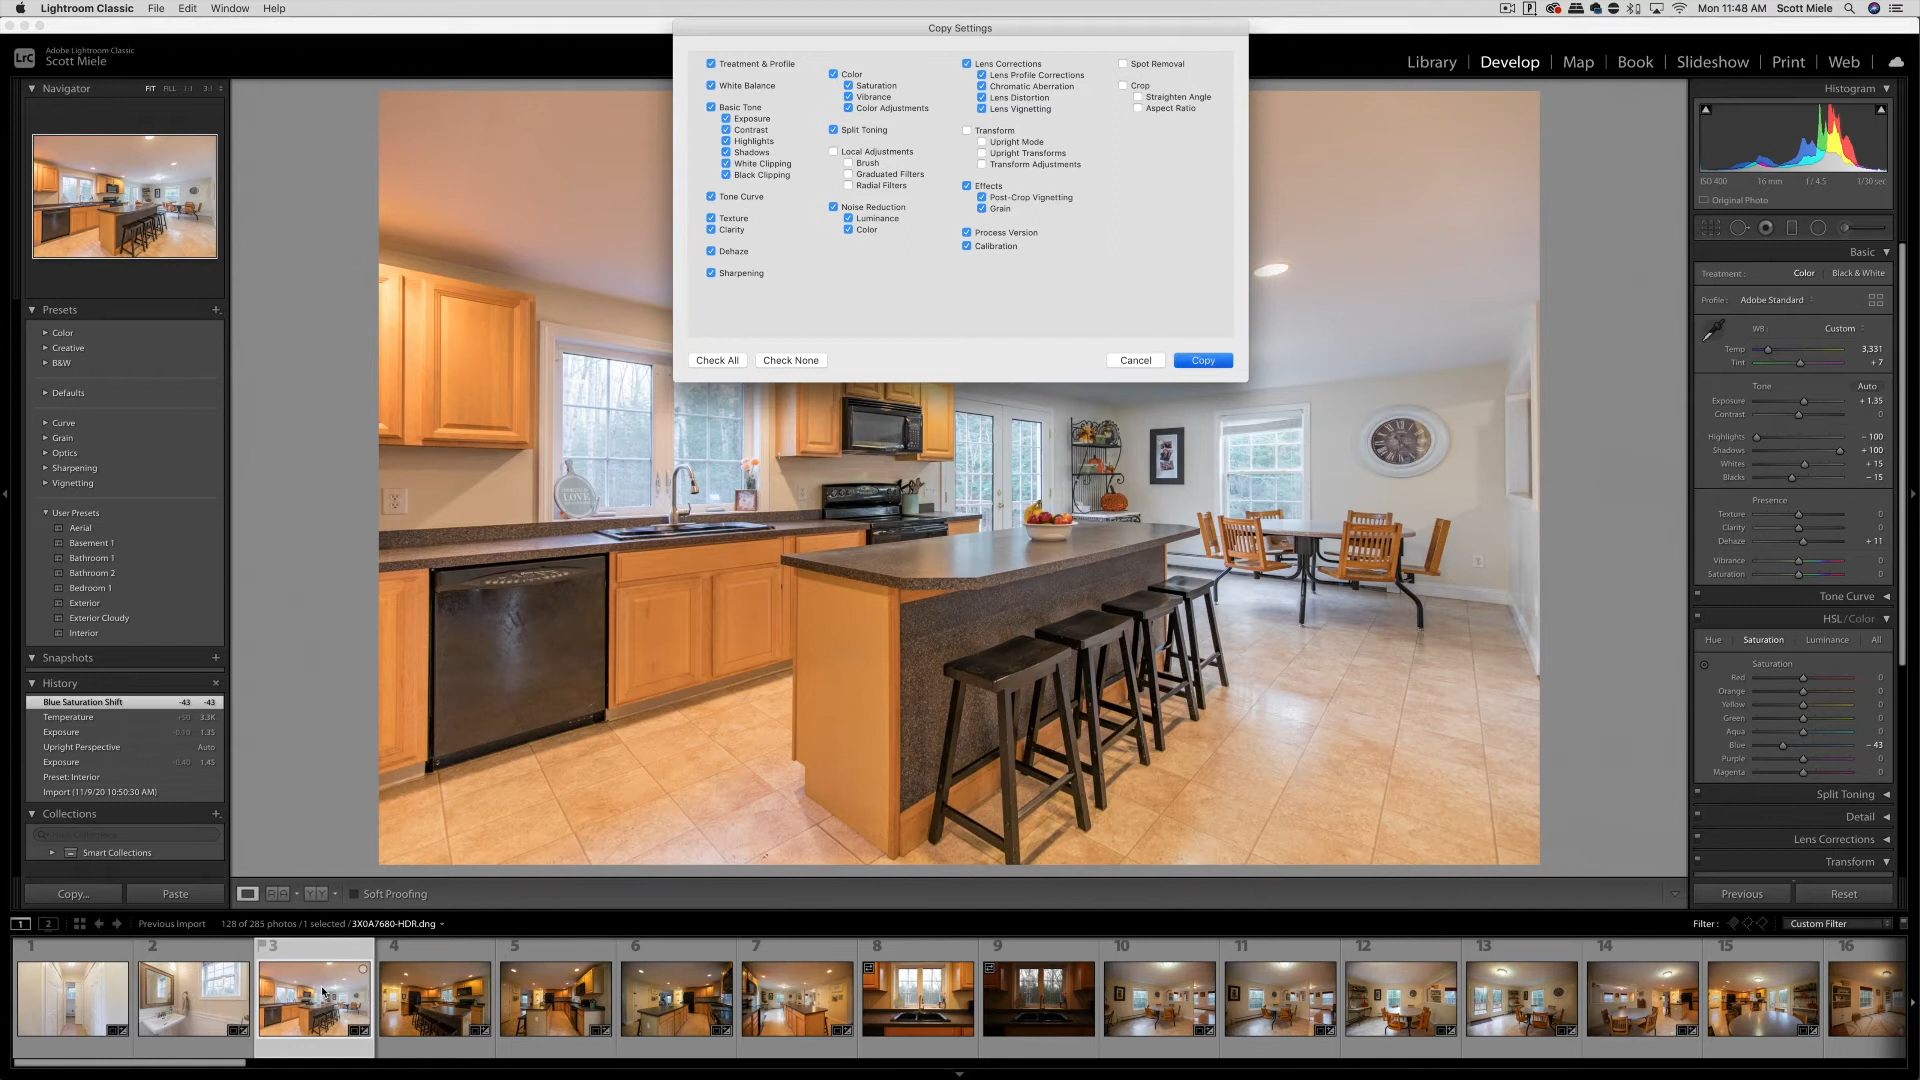 Lightroom Classic File Edit Window Help
Mon 11:48 AM Scott Miele
Copy Settings
LrC
Adobe Lightroom Classic
Scott Miele
Library | Develop | Map | Book | Slideshow | Print | Web
Navigator FIT FILL 1:1 3:1
Presets
Color
Creative
B&W
Defaults
Curve
Grain
Optics
Sharpening
Vignetting
User Presets
Aerial
Basement 1
Bathroom 1
Bathroom 2
Bedroom 1
Exterior
Exterior Cloudy
Interior
Snapshots
History
Blue Saturation Shift -43 -43
Temperature +50 3.3K
Exposure -0.10 1.35
Upright Perspective Auto
Exposure -0.40 1.45
Preset: Interior
Import (11/9/20 10:50:30 AM)
Collections
Smart Collections
Copy... Paste
Treatment & Profile
White Balance
Basic Tone
Exposure
Contrast
Highlights
Shadows
White Clipping
Black Clipping
Tone Curve
Texture
Clarity
Dehaze
Sharpening
Color
Saturation
Vibrance
Color Adjustments
Split Toning
Local Adjustments
Brush
Graduated Filters
Radial Filters
Noise Reduction
Luminance
Color
Lens Corrections
Lens Profile Corrections
Chromatic Aberration
Lens Distortion
Lens Vignetting
Transform
Upright Mode
Upright Transforms
Transform Adjustments
Effects
Post-Crop Vignetting
Grain
Process Version
Calibration
Spot Removal
Crop
Straighten Angle
Aspect Ratio
Check All Check None Cancel Copy
LOVE
Histogram
ISO 400 16 mm f / 4.5 1/30 sec
Original Photo
Basic
Treatment : Color Black & White
Profile : Adobe Standard
WB : Custom
Temp 3,331
Tint + 7
Tone Auto
Exposure + 1.35
Contrast 0
Highlights - 100
Shadows + 100
Whites + 15
Blacks - 15
Presence
Texture 0
Clarity 0
Dehaze + 11
Vibrance 0
Saturation 0
Tone Curve
HSL / Color
Hue Saturation Luminance All
Saturation
Red 0
Orange 0
Yellow 0
Green 0
Aqua 0
Blue - 43
Purple 0
Magenta 0
Split Toning
Detail
Lens Corrections
Transform
Previous Reset
Soft Proofing
1 2 Previous Import 128 of 285 photos / 1 selected / 3X0A7680-HDR.dng
Filter : Custom Filter
1 2 3 4 5 6 7 8 9 10 11 12 13 14 15 16